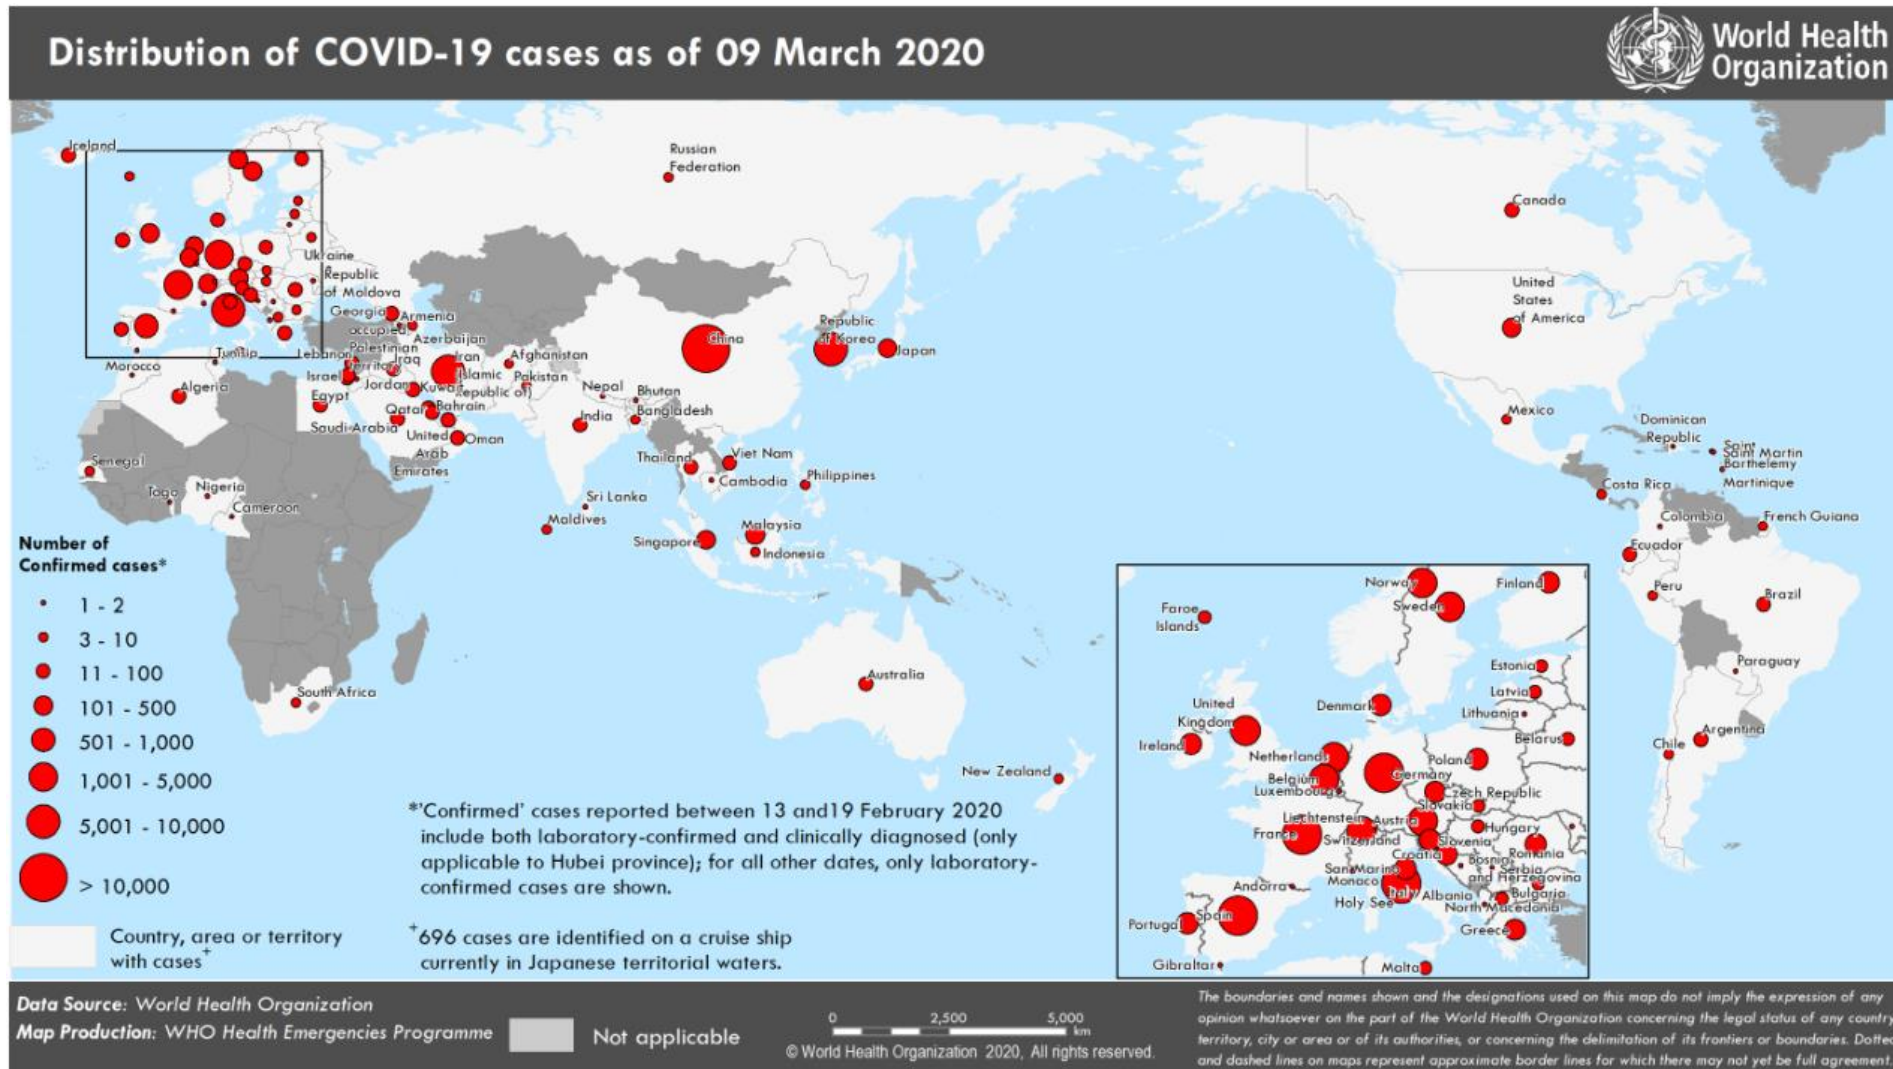 Distribution of COVID-19 cases as of 09 March 2020
World Health
Organization
Iceland
Russian
Federation
Ukraine
Republic
of Moldova
Georgia
Armenia
occupied
Palestinian
territory
Azerbaijan
Lebanon
Iraq
Iran
(Islamic
Republic of)
Afghanistan
Israel
Jordan
Kuwait
Pakistan
Morocco
Tunisia
Algeria
Egypt
Qatar
Bahrain
Saudi Arabia
United
Arab
Emirates
Oman
Nepal
Bhutan
India
Bangladesh
China
Republic
of Korea
Japan
Senegal
Togo
Nigeria
Cameroon
Thailand
Viet Nam
Cambodia
Philippines
Sri Lanka
Maldives
Malaysia
Singapore
Indonesia
South Africa
Australia
New Zealand
Canada
United
States
of America
Mexico
Dominican
Republic
Saint
Saint Martin
Barthelemy
Martinique
Costa Rica
Colombia
French Guiana
Ecuador
Peru
Brazil
Paraguay
Argentina
Chile
Number of
Confirmed cases*
1 - 2
3 - 10
11 - 100
101 - 500
501 - 1,000
1,001 - 5,000
5,001 - 10,000
> 10,000
Country, area or territory
with cases+
*'Confirmed' cases reported between 13 and19 February 2020
include both laboratory-confirmed and clinically diagnosed (only
applicable to Hubei province); for all other dates, only laboratory-
confirmed cases are shown.
+696 cases are identified on a cruise ship
currently in Japanese territorial waters.
Norway
Finland
Sweden
Faroe
Islands
Estonia
Latvia
Lithuania
Belarus
Denmark
United
Kingdom
Ireland
Netherlands
Belgium
Luxembourg
Germany
Poland
Czech Republic
Slovakia
Liechtenstein
Austria
France
Switzerland
Hungary
Slovenia
Croatia
Romania
Bosnia
and Herzegovina
Serbia
San Marino
Monaco
Italy
Holy See
Andorra
Albania
Bulgaria
North Macedonia
Portugal
Spain
Greece
Gibraltar
Malta
Data Source: World Health Organization
Map Production: WHO Health Emergencies Programme
Not applicable
0 2,500 5,000
km
© World Health Organization 2020, All rights reserved.
The boundaries and names shown and the designations used on this map do not imply the expression of any
opinion whatsoever on the part of the World Health Organization concerning the legal status of any country,
territory, city or area or of its authorities, or concerning the delimitation of its frontiers or boundaries. Dotted
and dashed lines on maps represent approximate border lines for which there may not yet be full agreement.